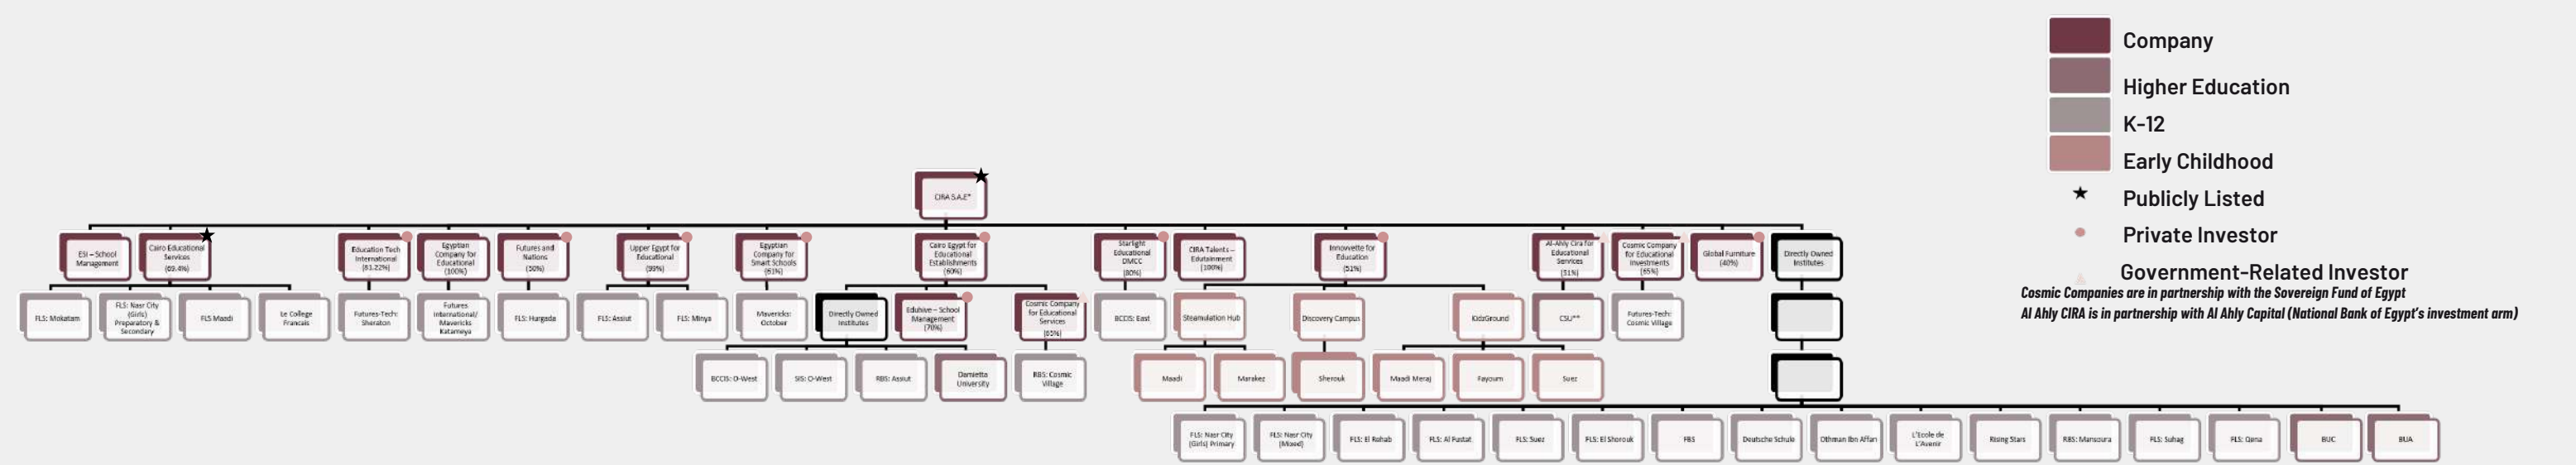 Company
Higher Education
K-12
Early Childhood
Publicly Listed
Private Investor
Government-Related Investor
Cosmic Companies are in partnership with the Sovereign Fund of Egypt
Al Ahly CIRA is in partnership with Al Ahly Capital (National Bank of Egypt's investment arm)
CIRA S.A.E*
ESI – School
Management
Cairo Educational
Services
(69.4%)
Education Tech
International
(61.22%)
Egyptian
Company for
Educational
(100%)
Futures and
Nations
(50%)
Upper Egypt for
Educational
(99%)
Egyptian
Company for
Smart Schools
(61%)
Cairo Egypt for
Educational
Establishments
(60%)
Starlight
Educational
DMCC
(80%)
CIRA Talents –
Edutainment
(100%)
Innovvette for
Education
(51%)
Al-Ahly Cira for
Educational
Services
(51%)
Cosmic Company
for Educational
Investments
(65%)
Global Furniture
(40%)
Directly Owned
Institutes
FLS: Mokatam
FLS: Nasr City
(Girls)
Preparatory &
Secondary
FLS Maadi
Le College
Francais
Futures-Tech:
Sheraton
Futures
International/
Mavericks
Katameya
FLS: Hurgada
FLS: Assiut
FLS: Minya
Mavericks:
October
Directly Owned
Institutes
Eduhive – School
Management
(70%)
Cosmic Company
for Educational
Services
(65%)
BCCIS: East
Steamulation Hub
Discovery Campus
KidzGround
CSU**
Futures-Tech:
Cosmic Village
BCCIS: O-West
SIS: O-West
RBS: Assiut
Damietta
University
RBS: Cosmic
Village
Maadi
Marakez
Sherouk
Maadi Meraj
Fayoum
Suez
FLS: Nasr City
(Girls) Primary
FLS: Nasr City
(Mixed)
FLS: El Rehab
FLS: Al Fustat
FLS: Suez
FLS: El Shorouk
FBS
Deutsche Schule
Othman Ibn Affan
L'Ecole de
L'Avenir
Rising Stars
RBS: Mansoura
FLS: Suhag
FLS: Qena
BUC
BUA